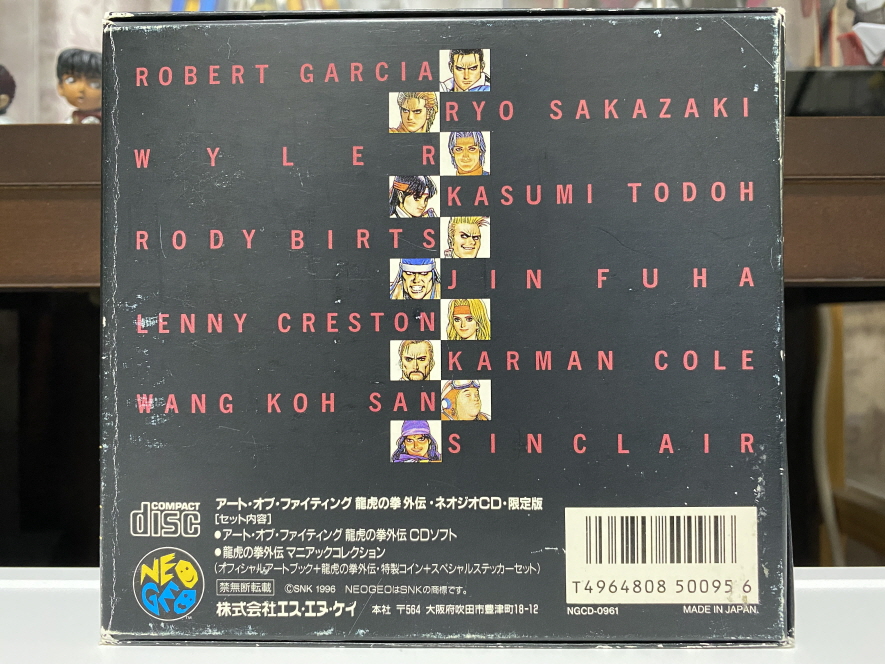 ROBERT GARCIA
RYO SAKAZAKI
WYLER
KASUMI TODOH
RODY BIRTS
JIN FUHA
LENNY CRESTON
KARMAN COLE
WANG KOH SAN
SINCLAIR
COMPACT
disc
アート・オブ・ファイティング 龍虎の拳 外伝・ネオジオCD・限定版
[セット内容]
●アート・オブ・ファイティング 龍虎の拳外伝 CDソフト
●龍虎の拳外伝 マニアックコレクション
(オフィシャルアートブック+龍虎の拳外伝・特製コイン+スペシャルステッカーセット)
NEO
GEO
TM
禁無断転載 ©SNK 1996 NEOGEOはSNKの商標です。
株式会社エス・エヌ・ケイ 本社 〒564 大阪府吹田市豊津町18-12
T4964808 50095 6
NGCD-0961 MADE IN JAPAN.